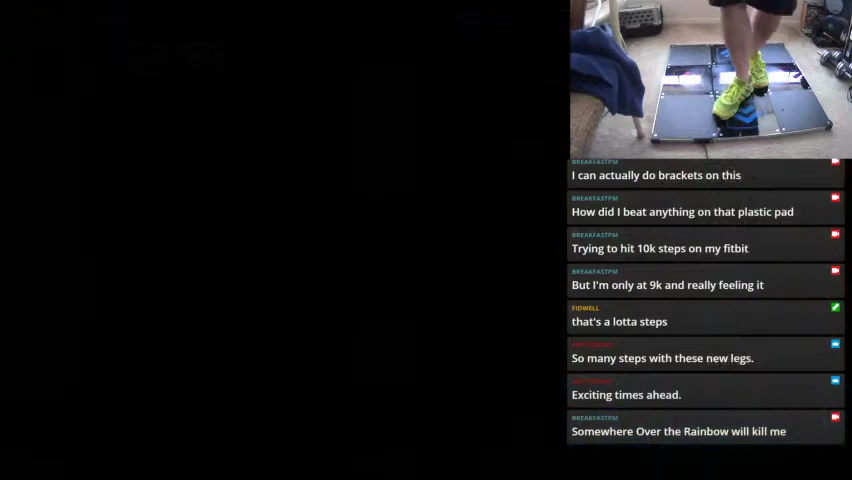 BREAKFASTPM
I can actually do brackets on this
BREAKFASTPM
How did I beat anything on that plastic pad
BREAKFASTPM
Trying to hit 10k steps on my fitbit
BREAKFASTPM
But I'm only at 9k and really feeling it
FIDWELL
that's a lotta steps
So many steps with these new legs.
Exciting times ahead.
BREAKFASTPM
Somewhere Over the Rainbow will kill me